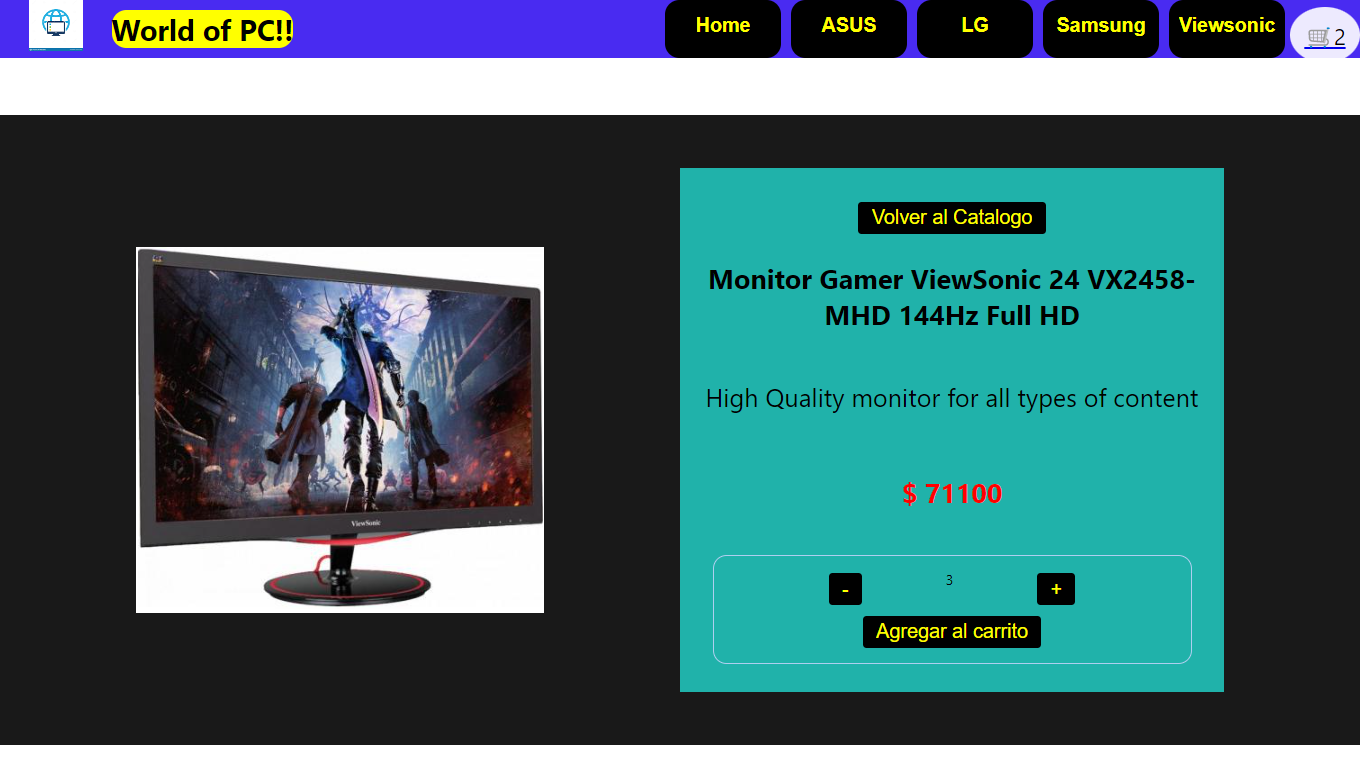 World of PC!!
Home
ASUS
LG
Samsung
Viewsonic
2
Volver al Catalogo
Monitor Gamer ViewSonic 24 VX2458-
MHD 144Hz Full HD
High Quality monitor for all types of content
$ 71100
ViewSonic
- 3 +
Agregar al carrito